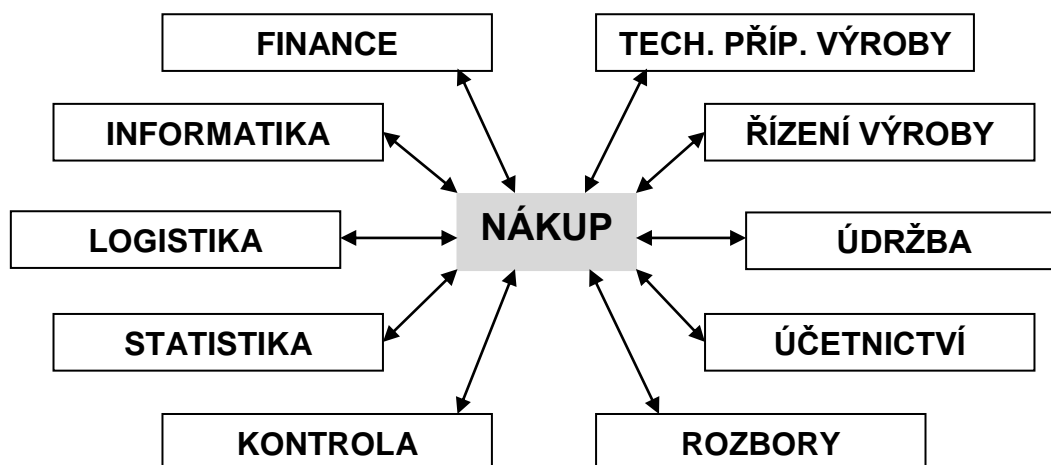 FINANCE
TECH. PŘÍP. VÝROBY
INFORMATIKA
ŘÍZENÍ VÝROBY
NÁKUP
LOGISTIKA
ÚDRŽBA
STATISTIKA
ÚČETNICTVÍ
KONTROLA
ROZBORY